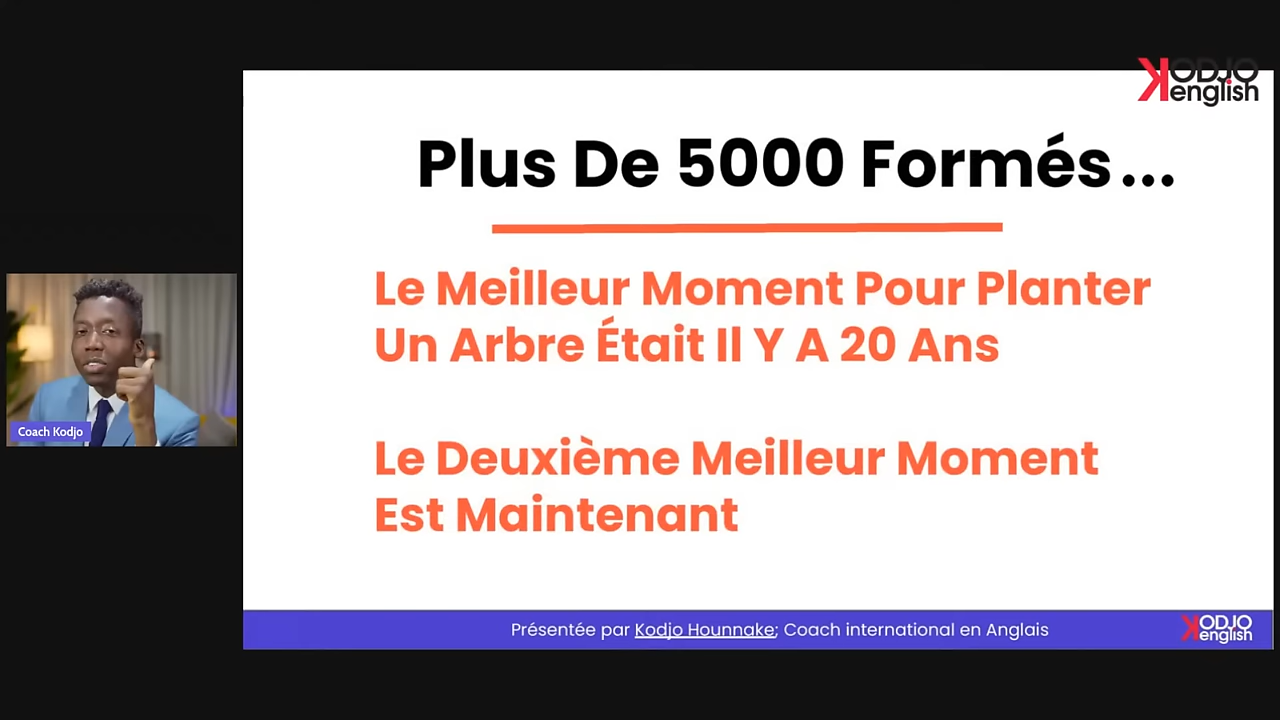 KODJO
english
Plus De 5000 Formés...
Le Meilleur Moment Pour Planter
Un Arbre Était Il Y A 20 Ans
Le Deuxième Meilleur Moment
Est Maintenant
Coach Kodjo
Présentée par Kodjo Hounnake; Coach international en Anglais
KODJO
english